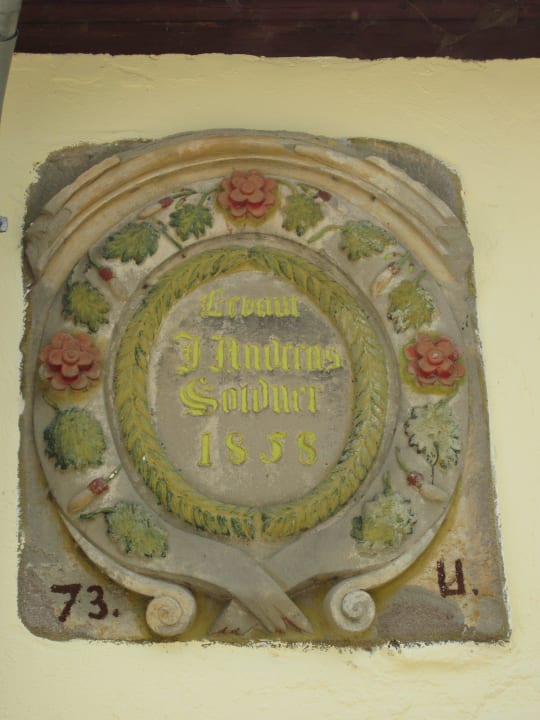 Erbaut
J Andreas
Soldner
1858
73.
U.